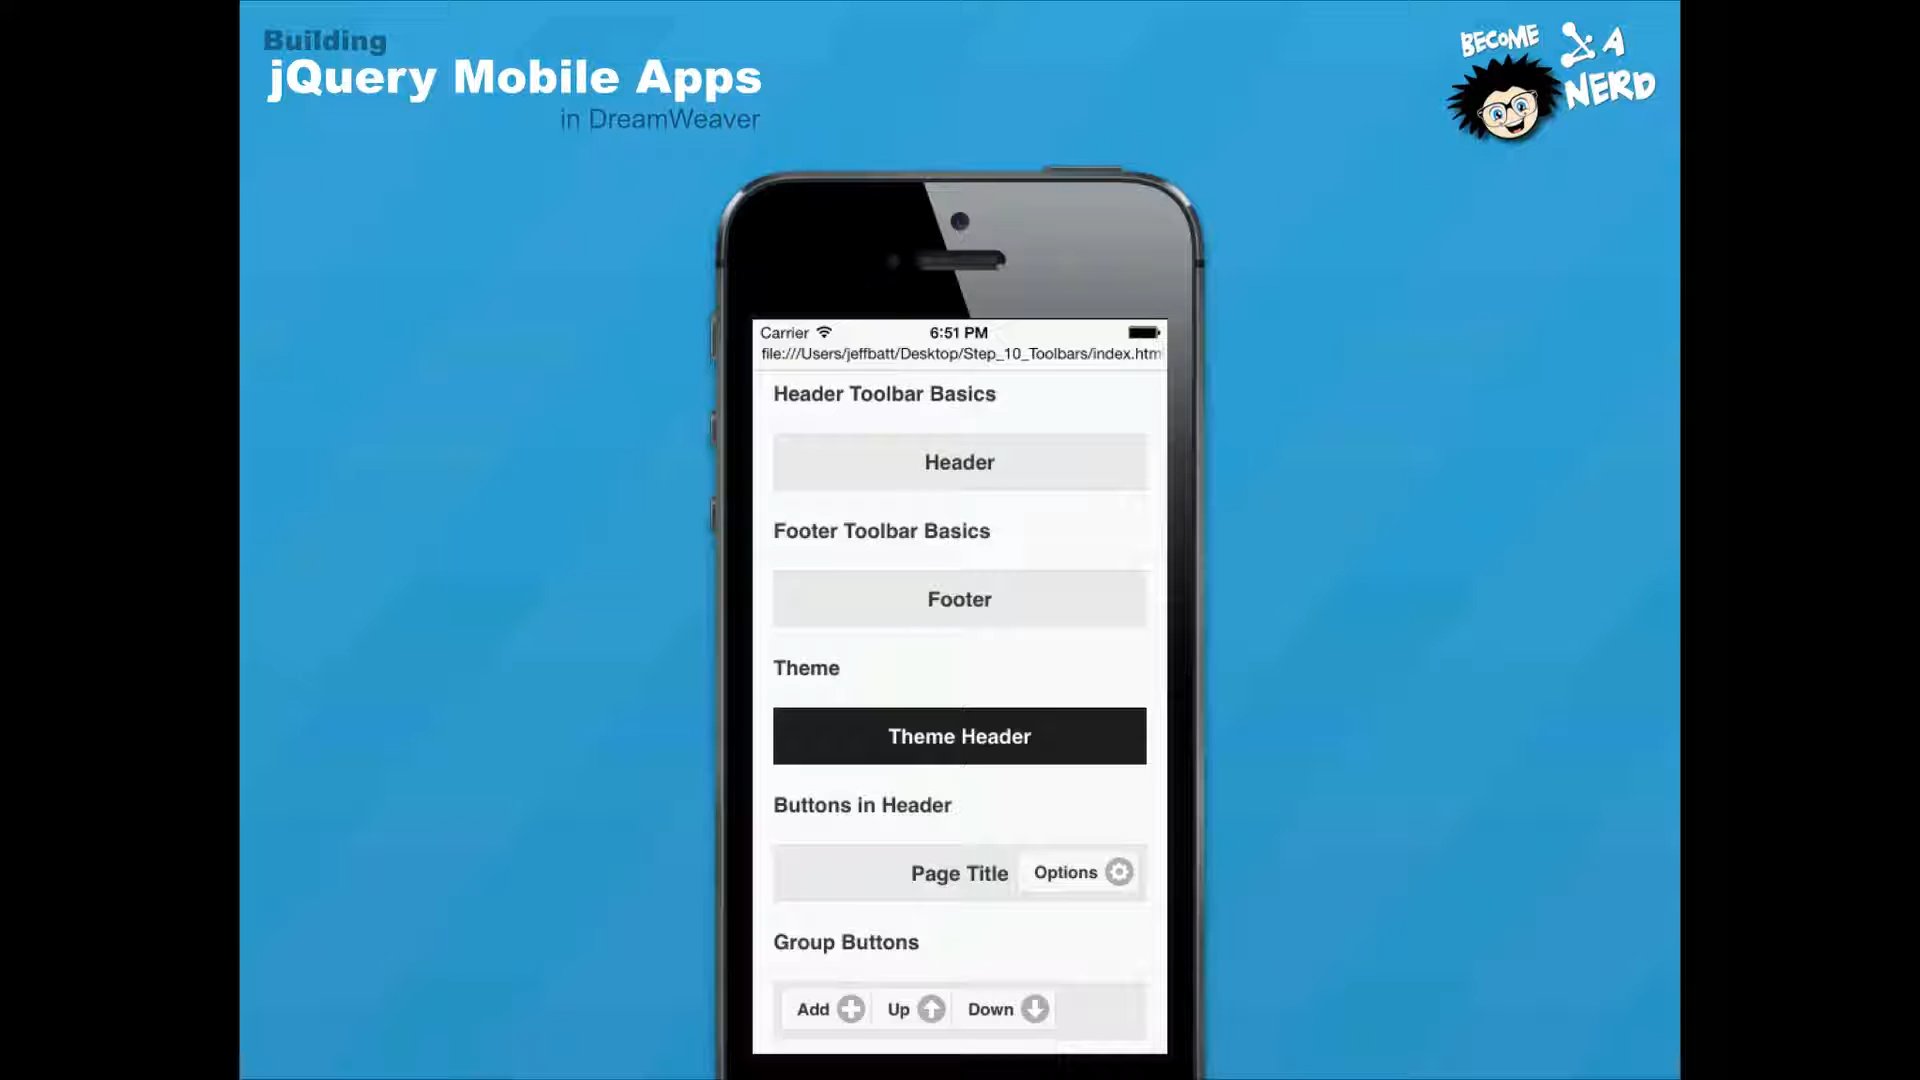 Building
jQuery Mobile Apps
in DreamWeaver
BECOME A
NERD
Carrier 6:51 PM
file:///Users/jeffbatt/Desktop/Step_10_Toolbars/index.htm
Header Toolbar Basics
Header
Footer Toolbar Basics
Footer
Theme
Theme Header
Buttons in Header
Page Title Options
Group Buttons
Add Up Down